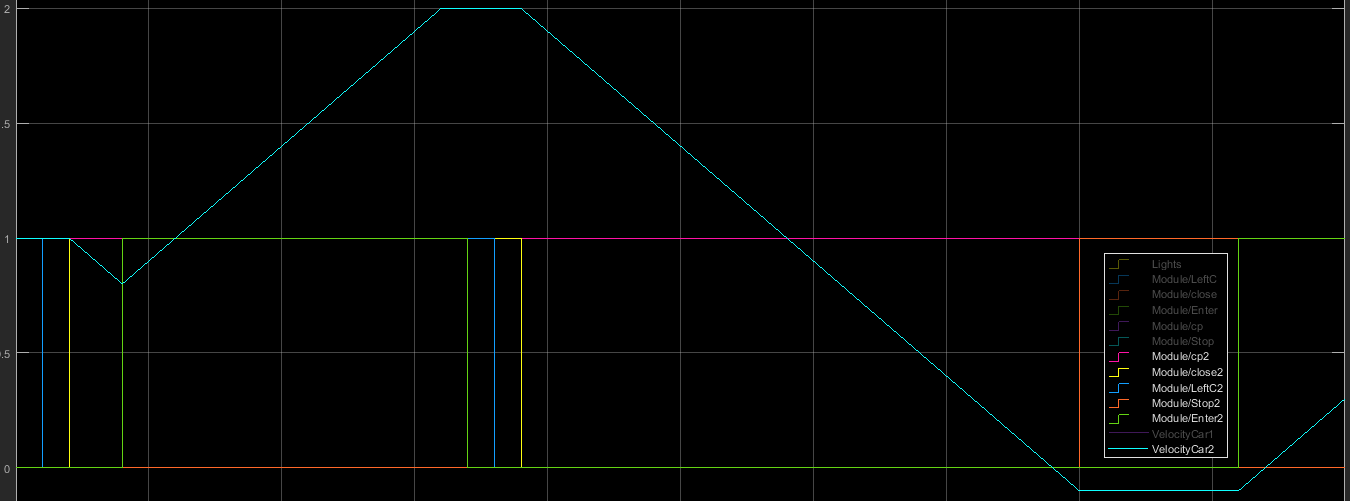 2
.5
1
0.5
0
Lights
Module/LeftC
Module/close
Module/Enter
Module/cp
Module/Stop
Module/cp2
Module/close2
Module/LeftC2
Module/Stop2
Module/Enter2
VelocityCar1
VelocityCar2